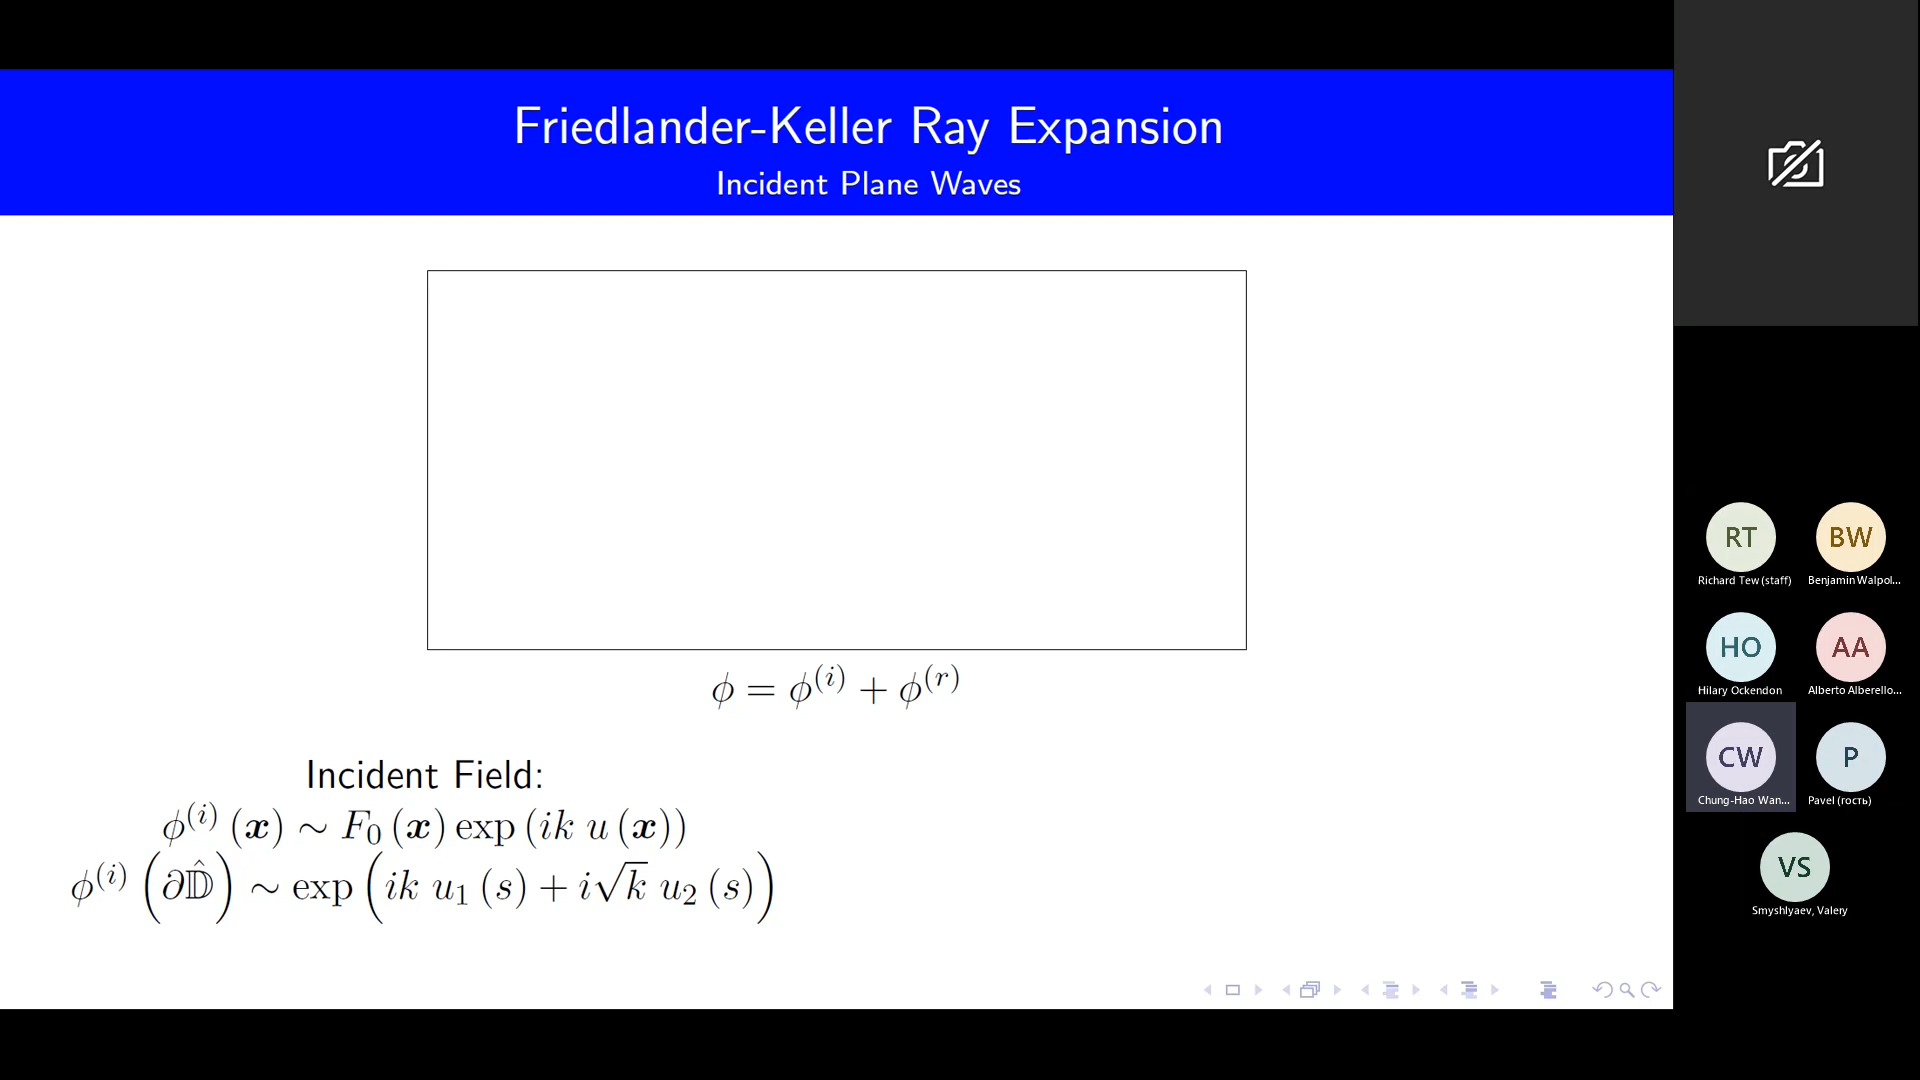 Friedlander-Keller Ray Expansion
Incident Plane Waves
ϕ = ϕ^(i) + ϕ^(r)
Incident Field:
ϕ^(i) (𝒙) ∼ F₀ (𝒙) exp (ik u (𝒙))
ϕ^(i) (∂𝔻̂) ∼ exp (ik u₁ (s) + i√k u₂ (s))
RT
BW
Richard Tew (staff)
Benjamin Walpol...
HO
AA
Hilary Ockendon
Alberto Alberello...
CW
P
Chung-Hao Wan...
Pavel (гость)
VS
Smyshlyaev, Valery